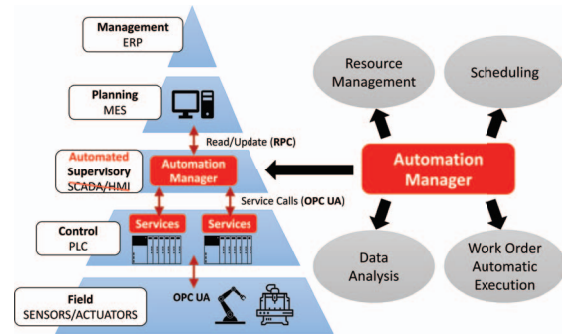 Management
ERP
Planning
MES
Read/Update (RPC)
Automated
Supervisory
SCADA/HMI
Automation
Manager
Service Calls (OPC UA)
Services
Services
Control
PLC
Field
SENSORS/ACTUATORS
OPC UA
Resource
Management
Scheduling
Automation
Manager
Data
Analysis
Work Order
Automatic
Execution